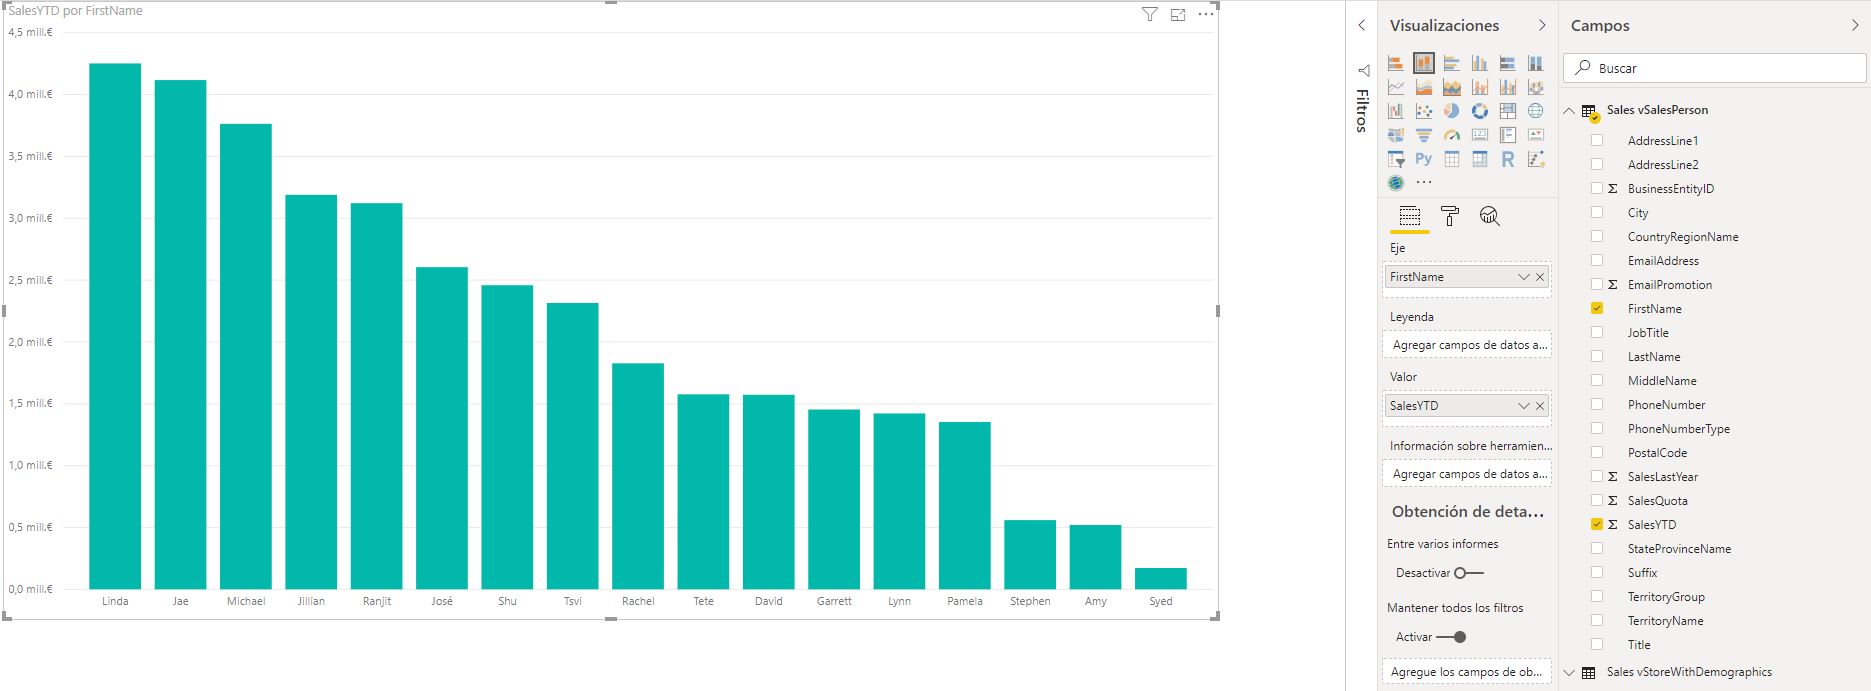 SalesYTD por FirstName
4,5 mill.€
4,0 mill.€
3,5 mill.€
3,0 mill.€
2,5 mill.€
2,0 mill.€
1,5 mill.€
1,0 mill.€
0,5 mill.€
0,0 mill.€
Linda Jae Michael Jillian Ranjit José Shu Tsvi Rachel Tete David Garrett Lynn Pamela Stephen Amy Syed
Filtros
Visualizaciones
123
Py
R
...
Eje
FirstName
Leyenda
Agregar campos de datos a...
Valor
SalesYTD
Información sobre herramien...
Agregar campos de datos a...
Obtención de deta...
Entre varios informes
Desactivar
Mantener todos los filtros
Activar
Agregue los campos de ob...
Campos
Buscar
Sales vSalesPerson
AddressLine1
AddressLine2
Σ BusinessEntityID
City
CountryRegionName
EmailAddress
Σ EmailPromotion
FirstName
JobTitle
LastName
MiddleName
PhoneNumber
PhoneNumberType
PostalCode
Σ SalesLastYear
Σ SalesQuota
Σ SalesYTD
StateProvinceName
Suffix
TerritoryGroup
TerritoryName
Title
Sales vStoreWithDemographics